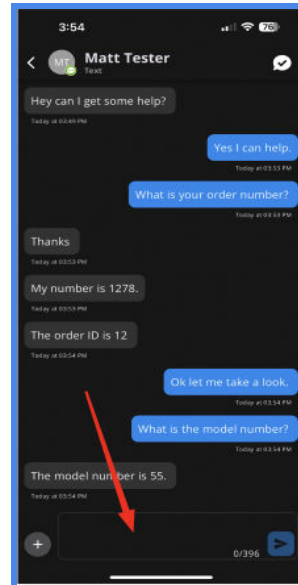 3:54
76
MT
Matt Tester
Text
Hey can I get some help?
Today at 03:49 PM
Yes I can help.
Today at 03:53 PM
What is your order number?
Today at 03:53 PM
Thanks
Today at 03:53 PM
My number is 1278.
Today at 03:53 PM
The order ID is 12
Today at 03:54 PM
Ok let me take a look.
Today at 03:54 PM
What is the model number?
Today at 03:54 PM
The model number is 55.
Today at 03:54 PM
0/396